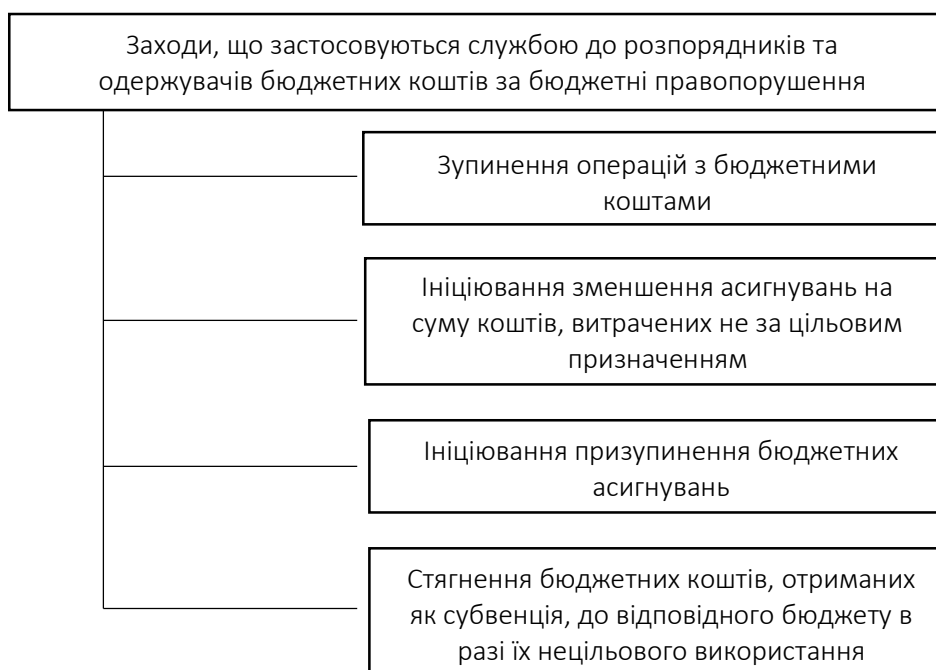 Заходи, що застосовуються службою до розпорядників та
одержувачів бюджетних коштів за бюджетні правопорушення
Зупинення операцій з бюджетними
коштами
Ініціювання зменшення асигнувань на
суму коштів, витрачених не за цільовим
призначенням
Ініціювання призупинення бюджетних
асигнувань
Стягнення бюджетних коштів, отриманих
як субвенція, до відповідного бюджету в
разі їх нецільового використання